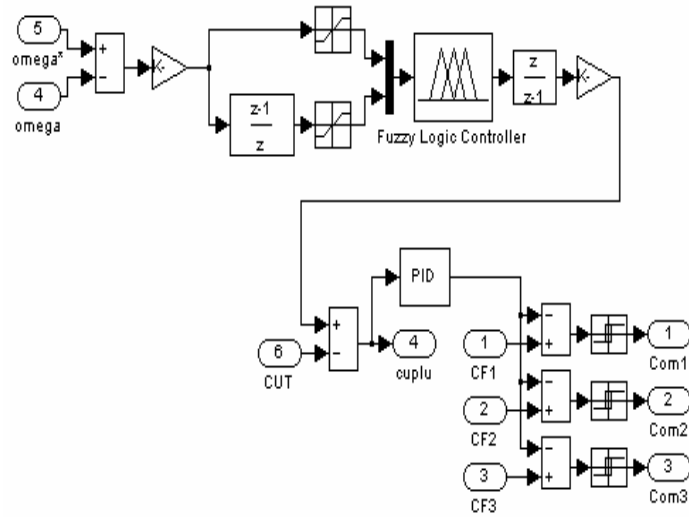 5
omega*
+
−
K-
4
omega
z-1
z
Fuzzy Logic Controller
z
z-1
K-
PID
+
−
6
CUT
4
cuplu
−
+
1
CF1
1
Com1
−
+
2
CF2
2
Com2
−
+
3
CF3
3
Com3